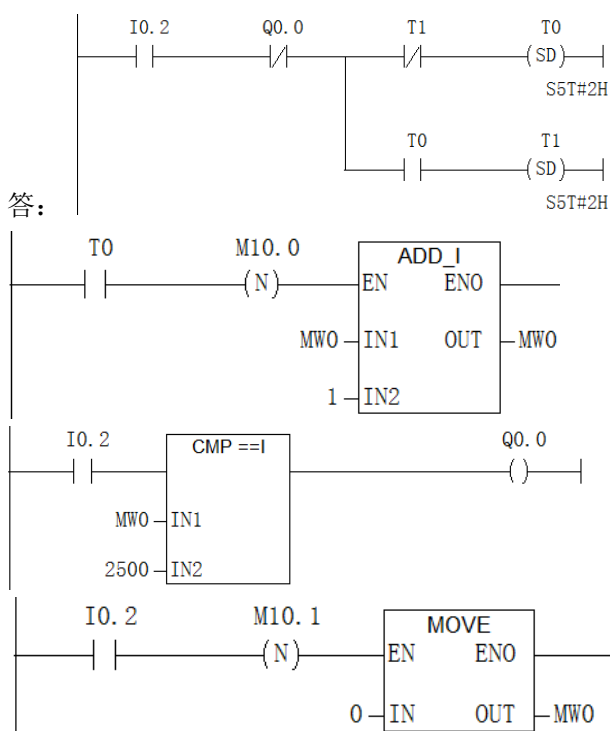 I0.2 Q0.0 T1 T0
(SD)
S5T#2H
T0 T1
(SD)
答： S5T#2H
T0 M10.0 ADD_I
(N) EN ENO
MW0 IN1 OUT MW0
1 IN2
I0.2 CMP ==I Q0.0
MW0 IN1
2500 IN2
I0.2 M10.1 MOVE
(N) EN ENO
0 IN OUT MW0